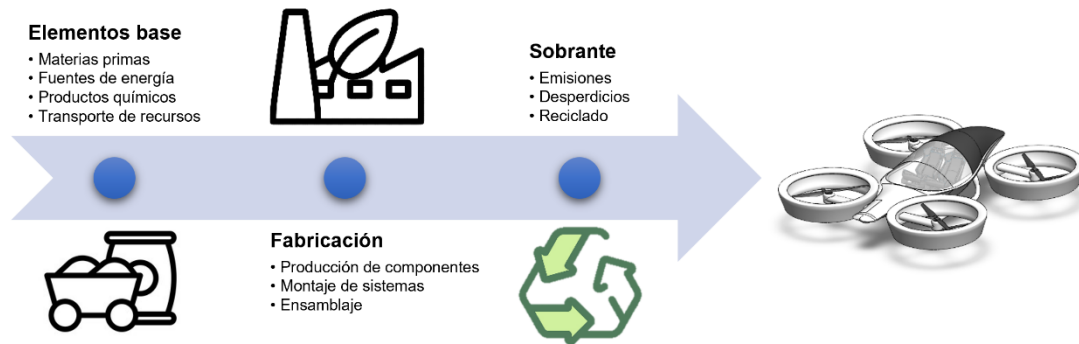 Elementos base
• Materias primas
• Fuentes de energía
• Productos químicos
• Transporte de recursos
Fabricación
• Producción de componentes
• Montaje de sistemas
• Ensamblaje
Sobrante
• Emisiones
• Desperdicios
• Reciclado